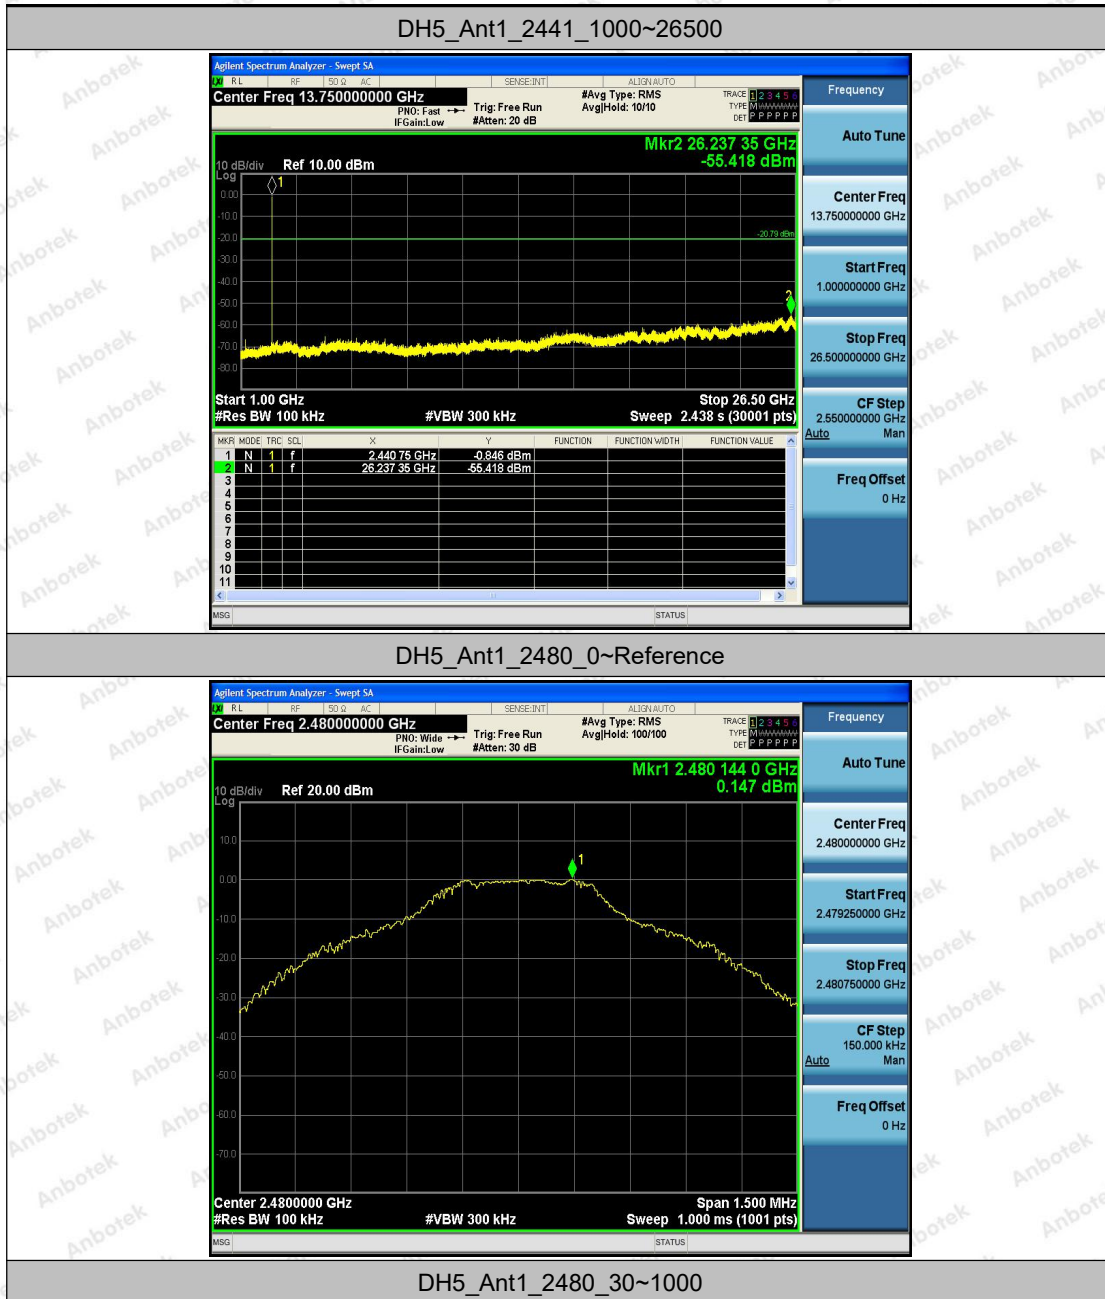 DH5_Ant1_2441_1000~26500
Agilent Spectrum Analyzer - Swept SA
RL RF 50 Ω AC SENSE:INT ALIGN AUTO
Center Freq 13.750000000 GHz #Avg Type: RMS TRACE 1 2 3 4 5 6
PNO: Fast Trig: Free Run Avg|Hold: 10/10 TYPE M
IFGain:Low #Atten: 20 dB DET P P P P P P
Frequency
Auto Tune
Mkr2 26.237 35 GHz
10 dB/div Ref 10.00 dBm -55.418 dBm
Log
1
0.00
-10.0
-20.0
-20.79 dBm
-30.0
-40.0
-50.0
2
-60.0
-70.0
-80.0
Center Freq
13.750000000 GHz
Start Freq
1.000000000 GHz
Stop Freq
26.500000000 GHz
CF Step
2.550000000 GHz
Auto Man
Freq Offset
0 Hz
Start 1.00 GHz Stop 26.50 GHz
#Res BW 100 kHz #VBW 300 kHz Sweep 2.438 s (30001 pts)
MKR MODE TRC SCL X Y FUNCTION FUNCTION WIDTH FUNCTION VALUE
1 N 1 f 2.440 75 GHz -0.846 dBm
2 N 1 f 26.237 35 GHz -55.418 dBm
3
4
5
6
7
8
9
10
11
MSG STATUS
DH5_Ant1_2480_0~Reference
Agilent Spectrum Analyzer - Swept SA
RL RF 50 Ω AC SENSE:INT ALIGN AUTO
Center Freq 2.480000000 GHz #Avg Type: RMS TRACE 1 2 3 4 5 6
PNO: Wide Trig: Free Run Avg|Hold: 100/100 TYPE M
IFGain:Low #Atten: 30 dB DET P P P P P P
Frequency
Auto Tune
Mkr1 2.480 144 0 GHz
10 dB/div Ref 20.00 dBm 0.147 dBm
Log
10.0
1
0.00
-10.0
-20.0
-30.0
-40.0
-60.0
-70.0
Center Freq
2.480000000 GHz
Start Freq
2.479250000 GHz
Stop Freq
2.480750000 GHz
CF Step
150.000 kHz
Auto Man
Freq Offset
0 Hz
Center 2.4800000 GHz Span 1.500 MHz
#Res BW 100 kHz #VBW 300 kHz Sweep 1.000 ms (1001 pts)
MSG STATUS
DH5_Ant1_2480_30~1000
Anbotek